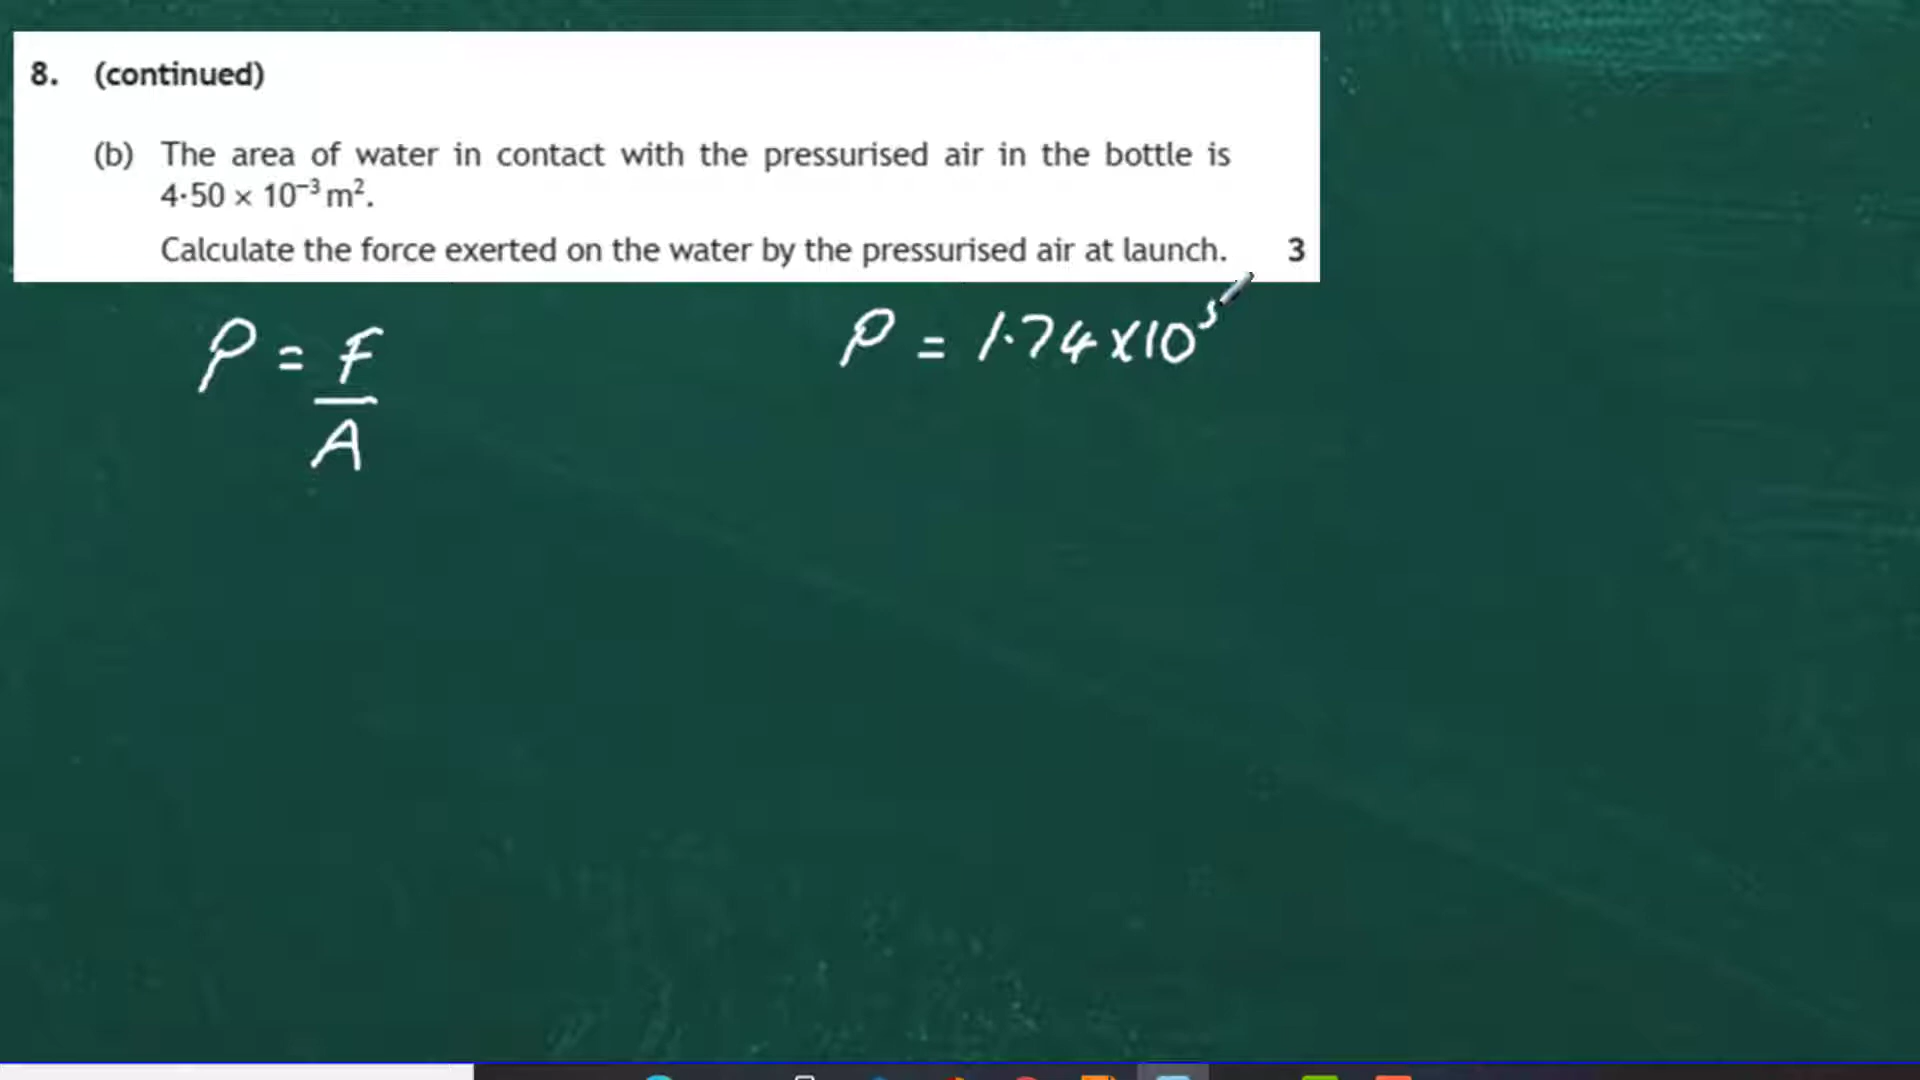 8. (continued)
(b) The area of water in contact with the pressurised air in the bottle is
4·50 × 10⁻³ m².
Calculate the force exerted on the water by the pressurised air at launch. 3
P = F
A
P = 1.74 x 10⁵